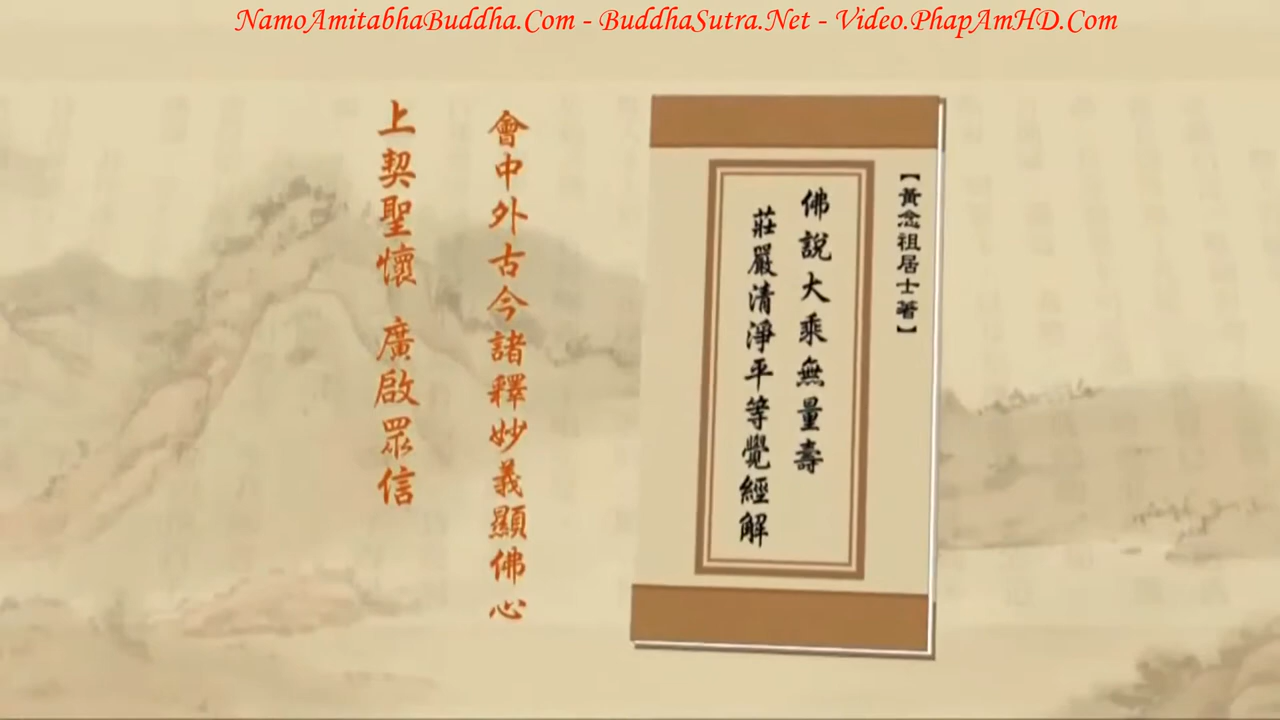 NamoAmitabhaBuddha.Com - BuddhaSutra.Net - Video.PhapAmHD.Com
【黃念祖居士著】
佛說大乘無量壽
莊嚴清淨平等覺經解
會中外古今諸釋妙義顯佛心
上契聖懷 廣啟眾信